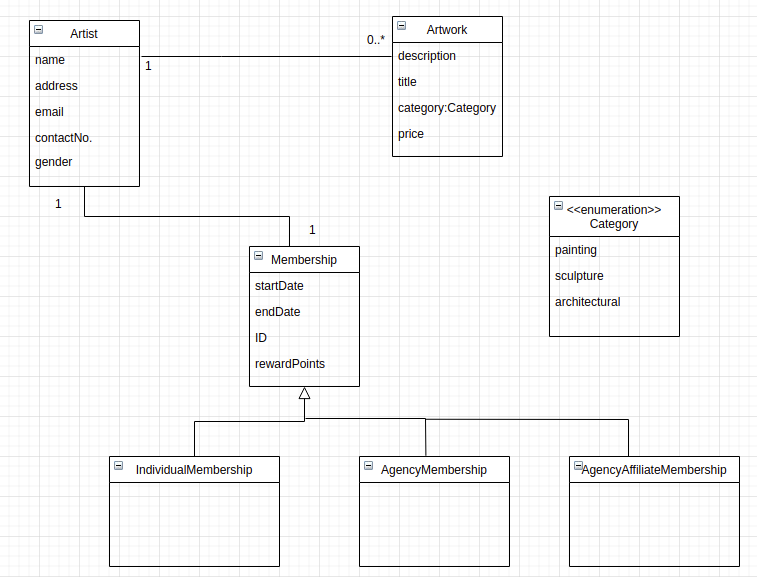 Artist
name
address
email
contactNo.
gender
1
0..*
Artwork
description
title
category:Category
price
1
1
Membership
startDate
endDate
ID
rewardPoints
<<enumeration>>
Category
painting
sculpture
architectural
IndividualMembership
AgencyMembership
AgencyAffiliateMembership